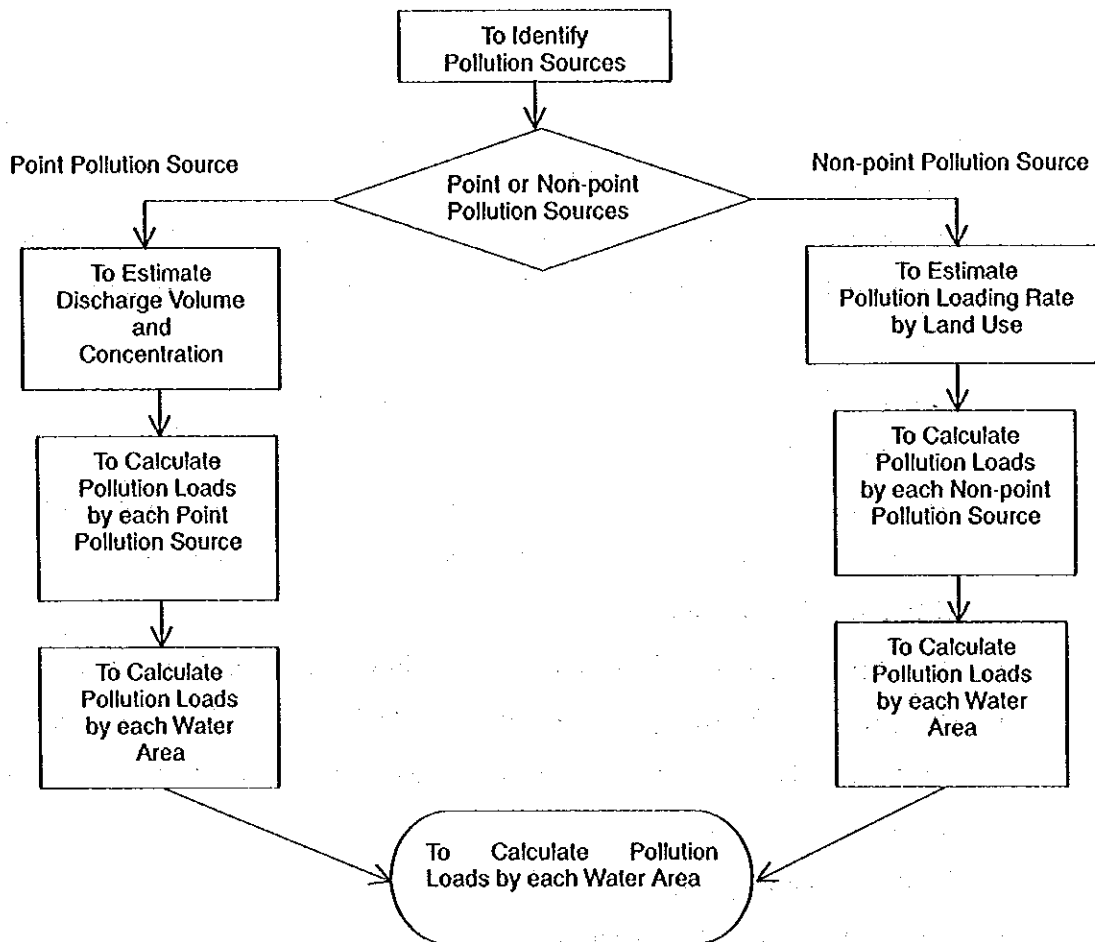 To Identify
Pollution Sources
Point Pollution Source
Non-point Pollution Source
Point or Non-point
Pollution Sources
To Estimate
Discharge Volume
and
Concentration
To Estimate
Pollution Loading Rate
by Land Use
To Calculate
Pollution Loads
by each Point
Pollution Source
To Calculate
Pollution Loads
by each Non-point
Pollution Source
To Calculate
Pollution Loads
by each Water
Area
To Calculate
Pollution Loads
by each Water
Area
To Calculate Pollution
Loads by each Water Area